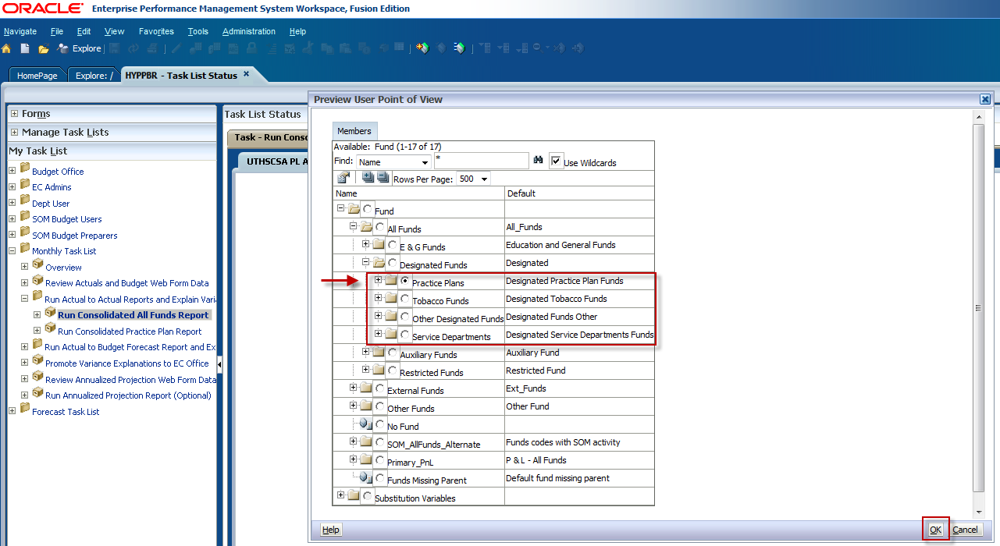 ORACLE® Enterprise Performance Management System Workspace, Fusion Edition
Navigate File Edit View Favorites Tools Administration Help
Explore
HomePage Explore: / HYPPBR - Task List Status
Forms
Manage Task Lists
My Task List
Budget Office
EC Admins
Dept User
SOM Budget Users
SOM Budget Preparers
Monthly Task List
Overview
Review Actuals and Budget Web Form Data
Run Actual to Actual Reports and Explain Vari
Run Consolidated All Funds Report
Run Consolidated Practice Plan Report
Run Actual to Budget Forecast Report and Ex
Promote Variance Explanations to EC Office
Review Annualized Projection Web Form Data
Run Annualized Projection Report (Optional)
Forecast Task List
Task List Status
Task - Run Conso
UTHSCSA PL A
Preview User Point of View
Members
Available: Fund (1-17 of 17)
Find: Name * Use Wildcards
Rows Per Page: 500
Name Default
Fund
All Funds All_Funds
E & G Funds Education and General Funds
Designated Funds Designated
Practice Plans Designated Practice Plan Funds
Tobacco Funds Designated Tobacco Funds
Other Designated Funds Designated Funds Other
Service Departments Designated Service Departments Funds
Auxiliary Funds Auxiliary Fund
Restricted Funds Restricted Fund
External Funds Ext_Funds
Other Funds Other Fund
No Fund
SOM_AllFunds_Alternate Funds codes with SOM activity
Primary_PnL P & L - All Funds
Funds Missing Parent Default fund missing parent
Substitution Variables
Help OK Cancel